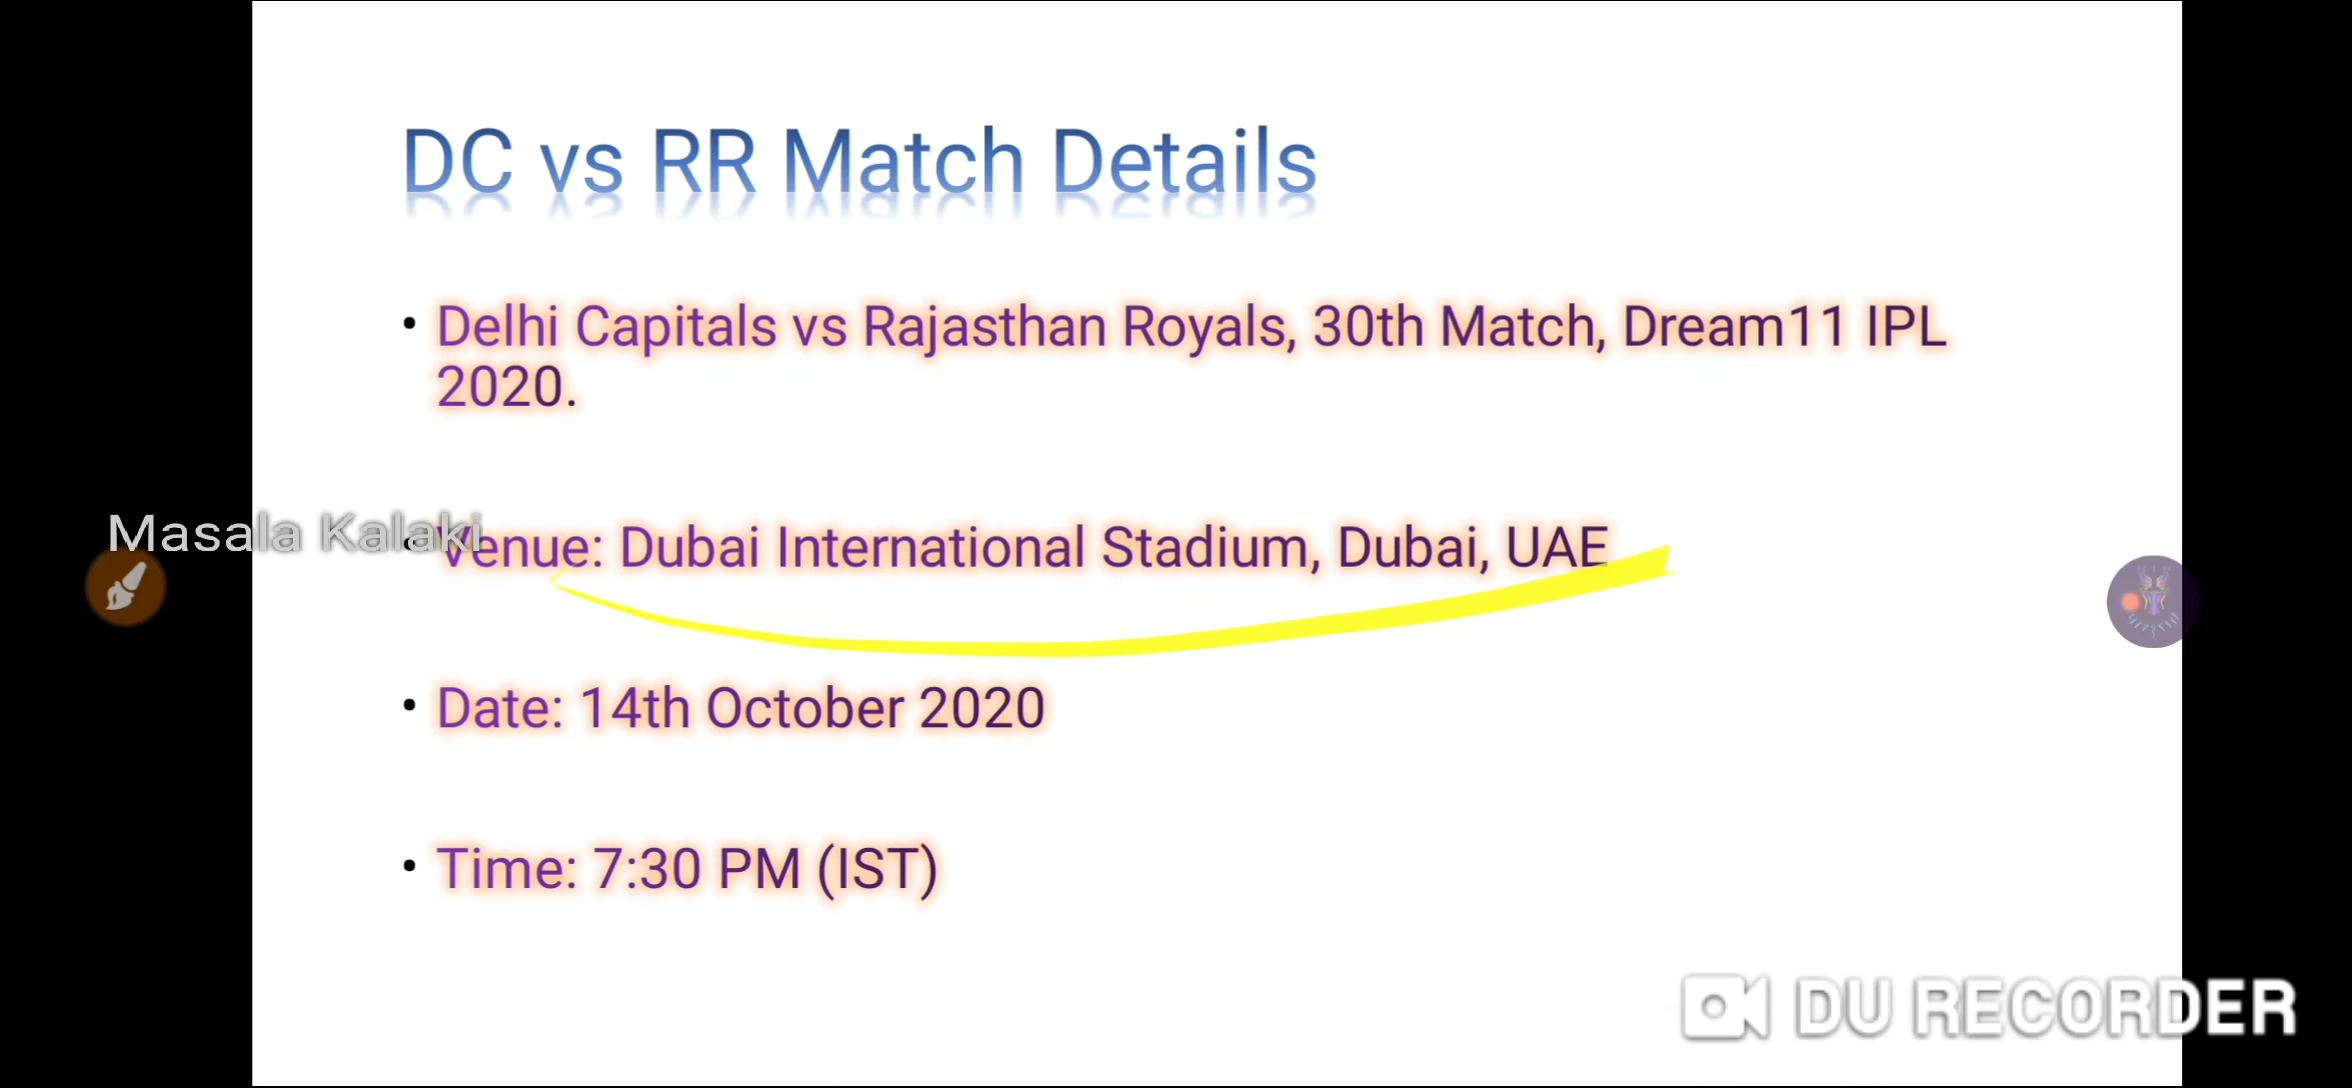 DC vs RR Match Details
• Delhi Capitals vs Rajasthan Royals, 30th Match, Dream11 IPL
2020.
Masala Kalaki
• Venue: Dubai International Stadium, Dubai, UAE
• Date: 14th October 2020
• Time: 7:30 PM (IST)
DU RECORDER